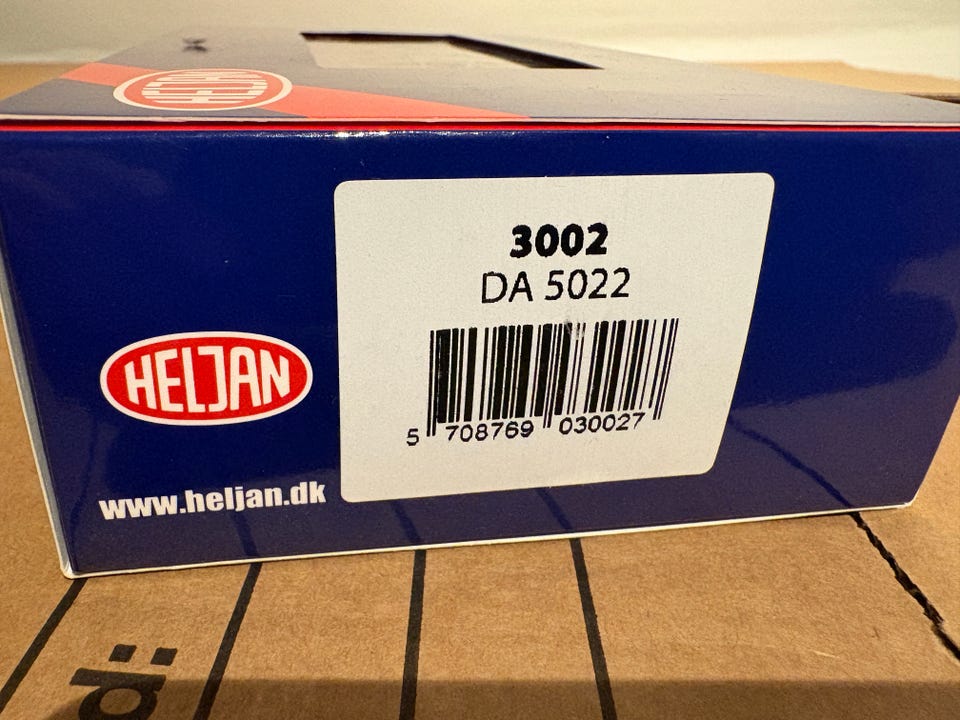 HELJAN
3002
DA 5022
5 708769 030027
HELJAN
www.heljan.dk
d: